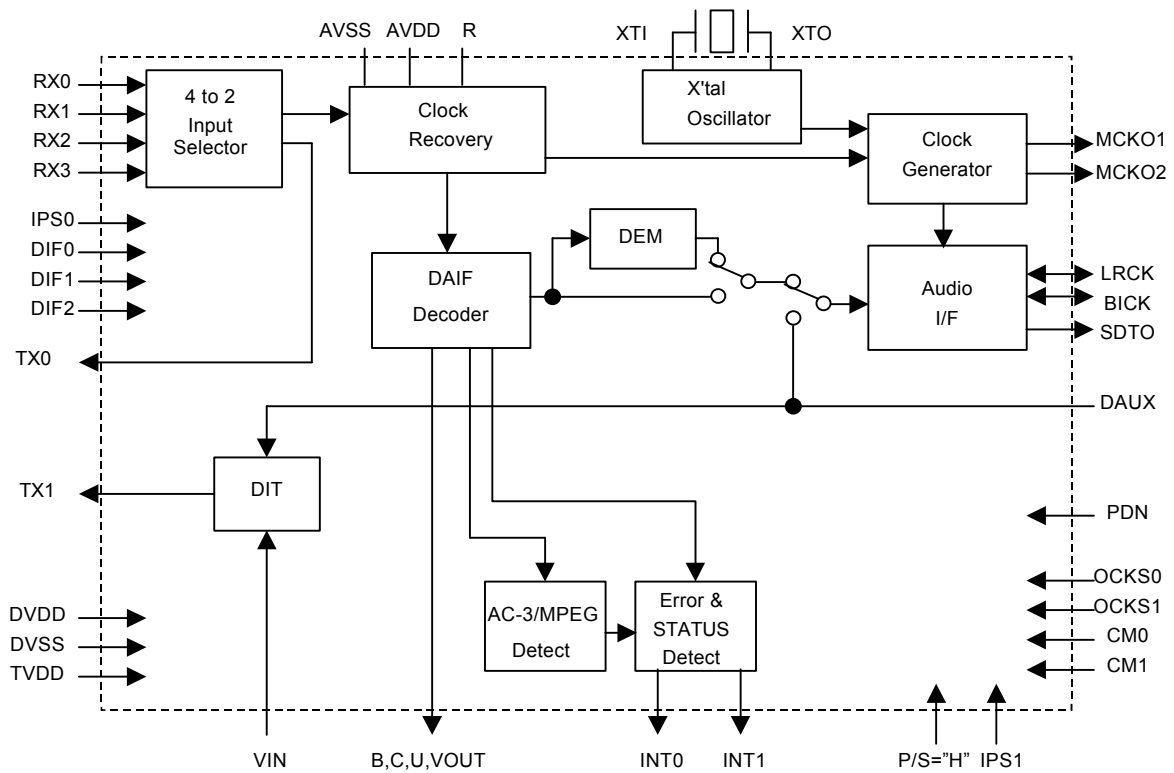 AVSS AVDD R XTI XTO
RX0
RX1
RX2
RX3
4 to 2
Input
Selector
Clock
Recovery
X'tal
Oscillator
Clock
Generator
MCKO1
MCKO2
IPS0
DIF0
DIF1
DIF2
DEM
DAIF
Decoder
Audio
I/F
LRCK
BICK
SDTO
TX0
DAUX
TX1
DIT
PDN
AC-3/MPEG
Detect
Error &
STATUS
Detect
OCKS0
OCKS1
CM0
CM1
DVDD
DVSS
TVDD
VIN B,C,U,VOUT INT0 INT1 P/S="H" IPS1